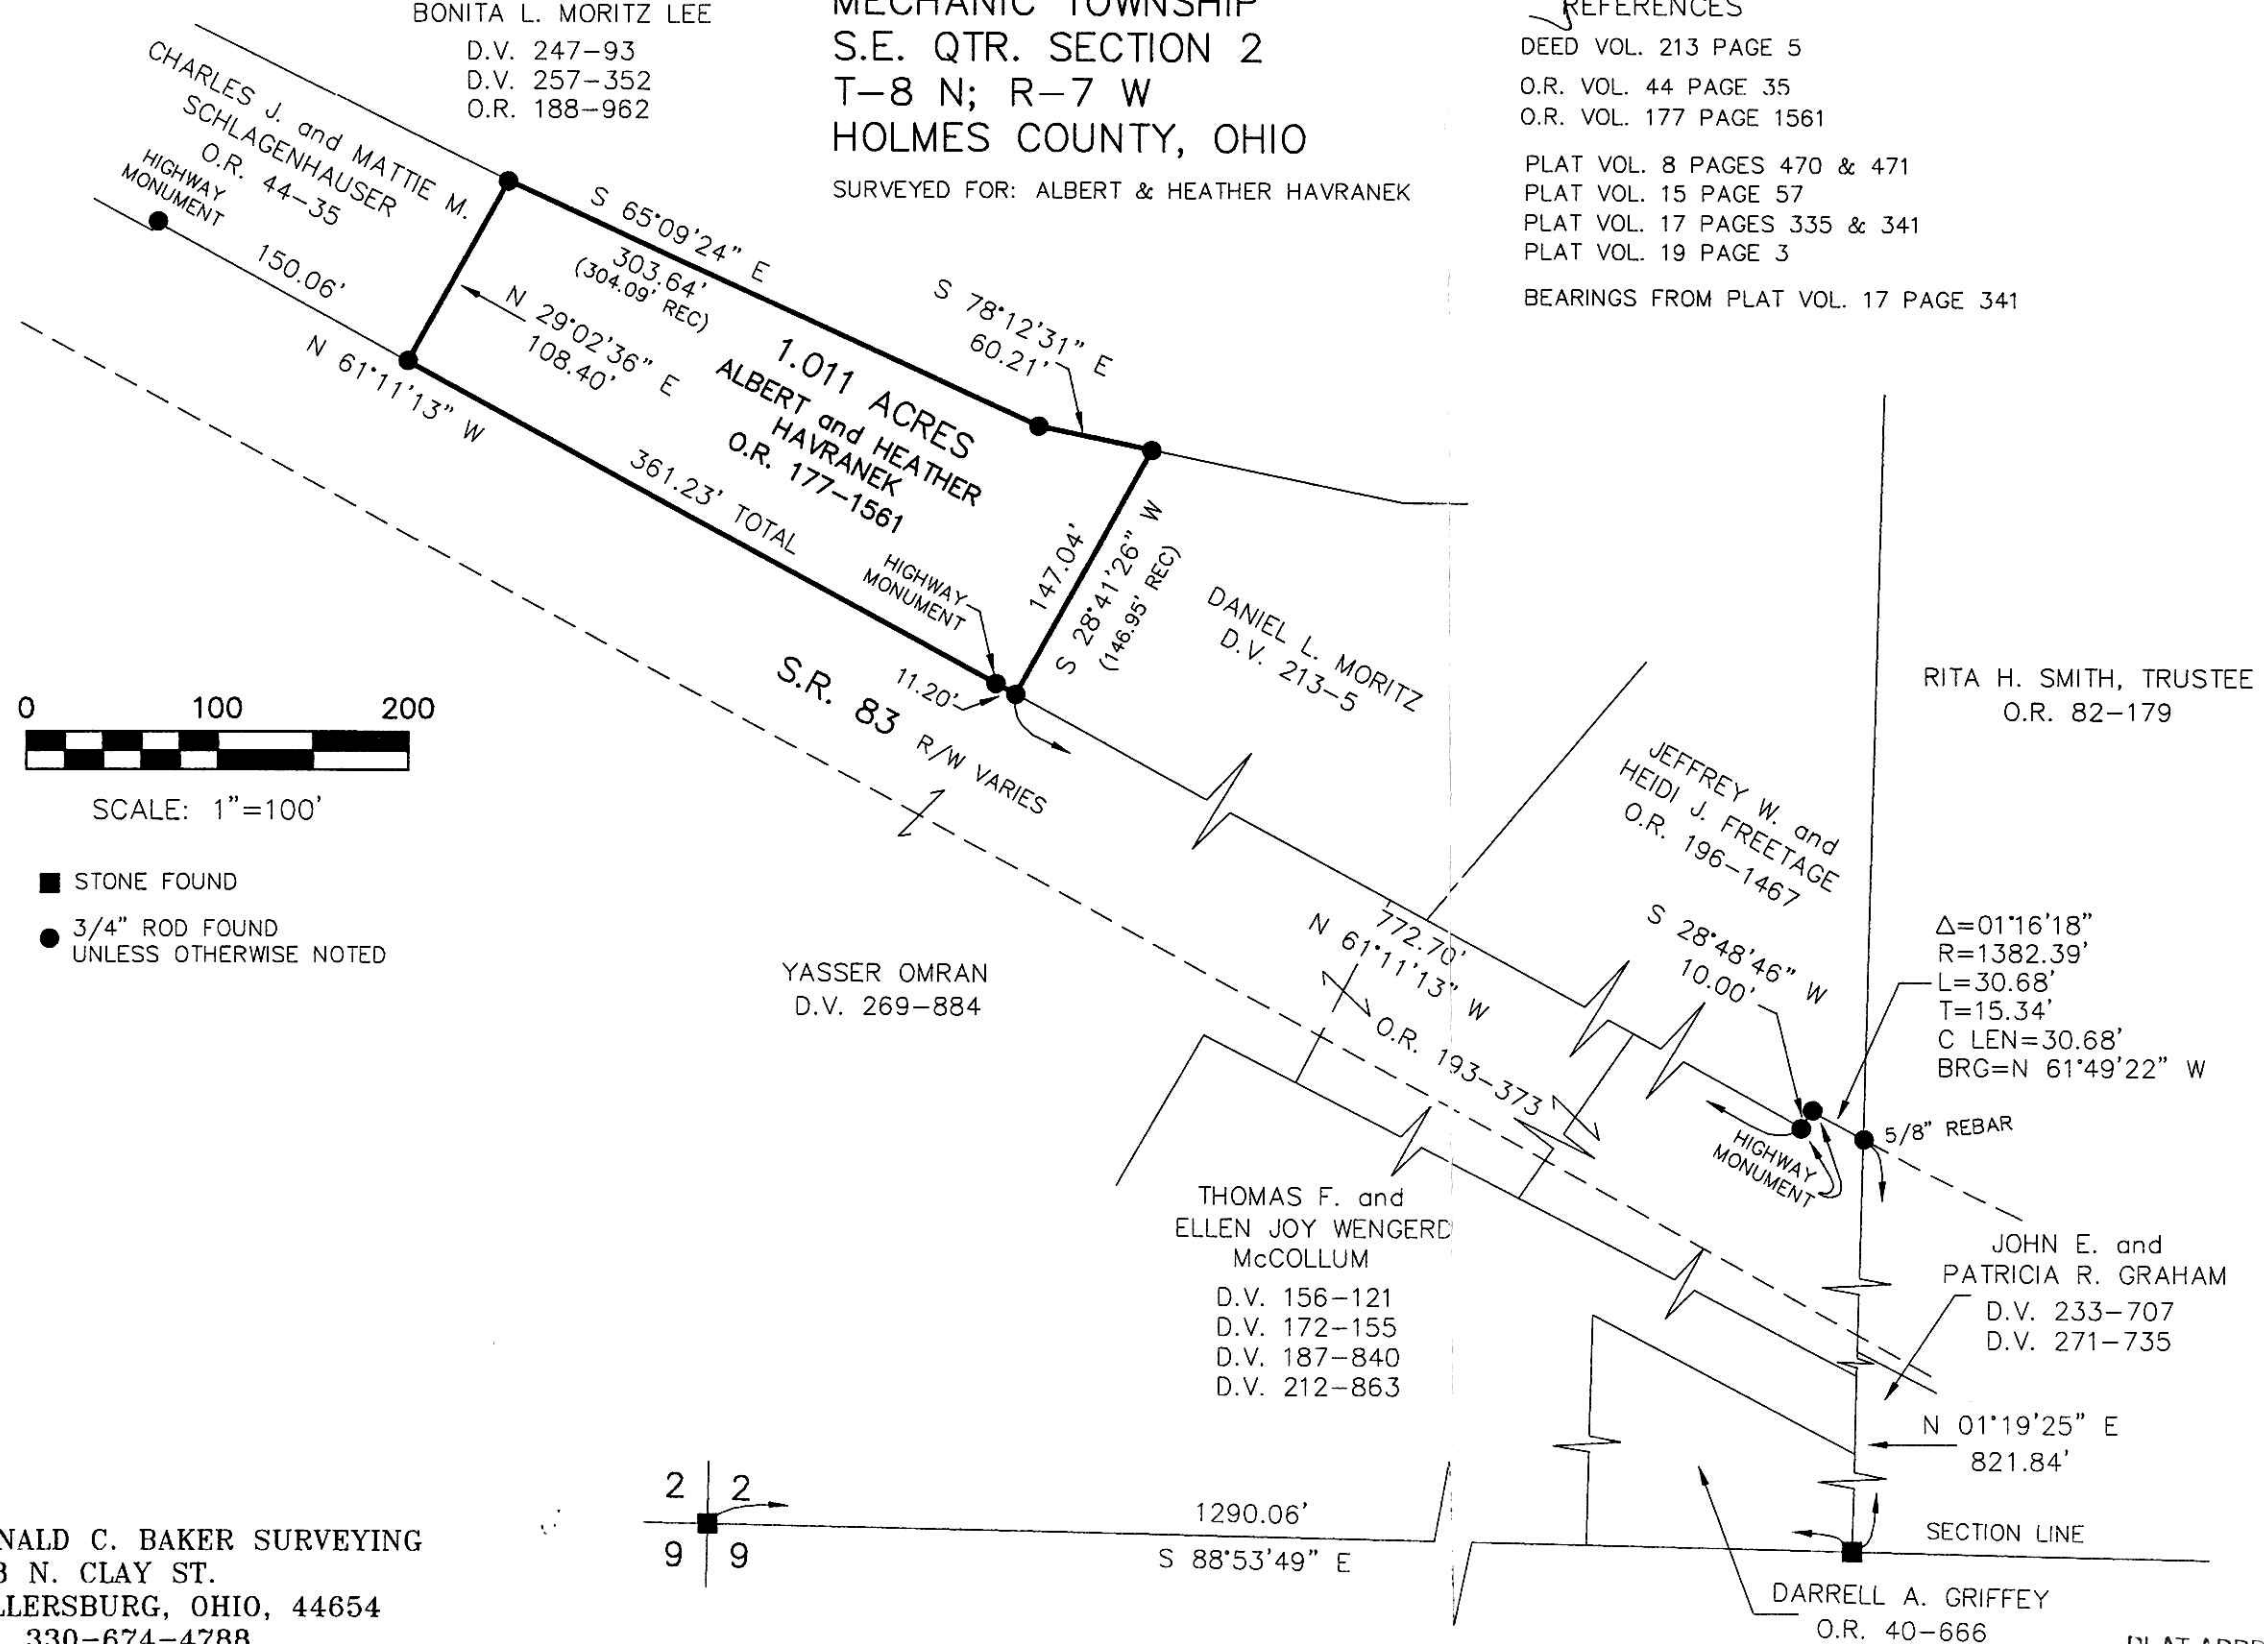 BONITA L. MORITZ LEE
D.V. 247-93
D.V. 257-352
O.R. 188-962
MECHANIC TOWNSHIP
S.E. QTR. SECTION 2
T-8 N; R-7 W
HOLMES COUNTY, OHIO
SURVEYED FOR: ALBERT & HEATHER HAVRANEK
REFERENCES
DEED VOL. 213 PAGE 5
O.R. VOL. 44 PAGE 35
O.R. VOL. 177 PAGE 1561
PLAT VOL. 8 PAGES 470 & 471
PLAT VOL. 15 PAGE 57
PLAT VOL. 17 PAGES 335 & 341
PLAT VOL. 19 PAGE 3
BEARINGS FROM PLAT VOL. 17 PAGE 341
CHARLES J. and MATTIE M.
SCHLAGENHAUSER
O.R. 44-35
HIGHWAY
MONUMENT
150.06'
S 65°09'24" E
303.64'
(304.09' REC)
N 29°02'36" E
108.40'
S 78°12'31" E
60.21'
1.011 ACRES
ALBERT and HEATHER
HAVRANEK
O.R. 177-1561
N 61°11'13" W
361.23' TOTAL
HIGHWAY
MONUMENT
11.20'
147.04'
S 28°41'26" W
(146.95' REC)
DANIEL L. MORITZ
D.V. 213-5
S.R. 83 R/W VARIES
RITA H. SMITH, TRUSTEE
O.R. 82-179
0 100 200
SCALE: 1"=100'
STONE FOUND
3/4" ROD FOUND
UNLESS OTHERWISE NOTED
JEFFREY W. and
HEIDI J. FREETAGE
O.R. 196-1467
S 28°48'46" W
10.00'
Δ=01°16'18"
R=1382.39'
L=30.68'
T=15.34'
C LEN=30.68'
BRG=N 61°49'22" W
772.70'
N 61°11'13" W
O.R. 193-373
YASSER OMRAN
D.V. 269-884
5/8" REBAR
HIGHWAY
MONUMENT
THOMAS F. and
ELLEN JOY WENGERD
McCOLLUM
D.V. 156-121
D.V. 172-155
D.V. 187-840
D.V. 212-863
JOHN E. and
PATRICIA R. GRAHAM
D.V. 233-707
D.V. 271-735
N 01°19'25" E
821.84'
2 2
9 9
1290.06'
S 88°53'49" E
SECTION LINE
DARRELL A. GRIFFEY
O.R. 40-666
NALD C. BAKER SURVEYING
N. CLAY ST.
LLERSBURG, OHIO, 44654
330-674-4788